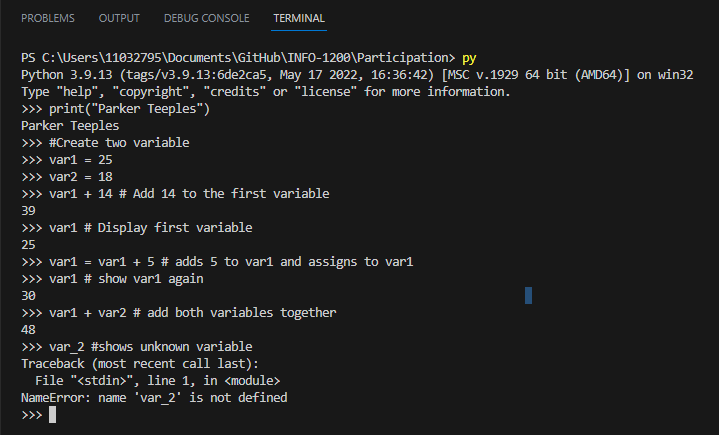 PROBLEMS OUTPUT DEBUG CONSOLE TERMINAL
PS C:\Users\11032795\Documents\GitHub\INFO-1200\Participation> py
Python 3.9.13 (tags/v3.9.13:6de2ca5, May 17 2022, 16:36:42) [MSC v.1929 64 bit (AMD64)] on win32
Type "help", "copyright", "credits" or "license" for more information.
>>> print("Parker Teeples")
Parker Teeples
>>> #Create two variable
>>> var1 = 25
>>> var2 = 18
>>> var1 + 14 # Add 14 to the first variable
39
>>> var1 # Display first variable
25
>>> var1 = var1 + 5 # adds 5 to var1 and assigns to var1
>>> var1 # show var1 again
30
>>> var1 + var2 # add both variables together
48
>>> var_2 #shows unknown variable
Traceback (most recent call last):
  File "<stdin>", line 1, in <module>
NameError: name 'var_2' is not defined
>>>